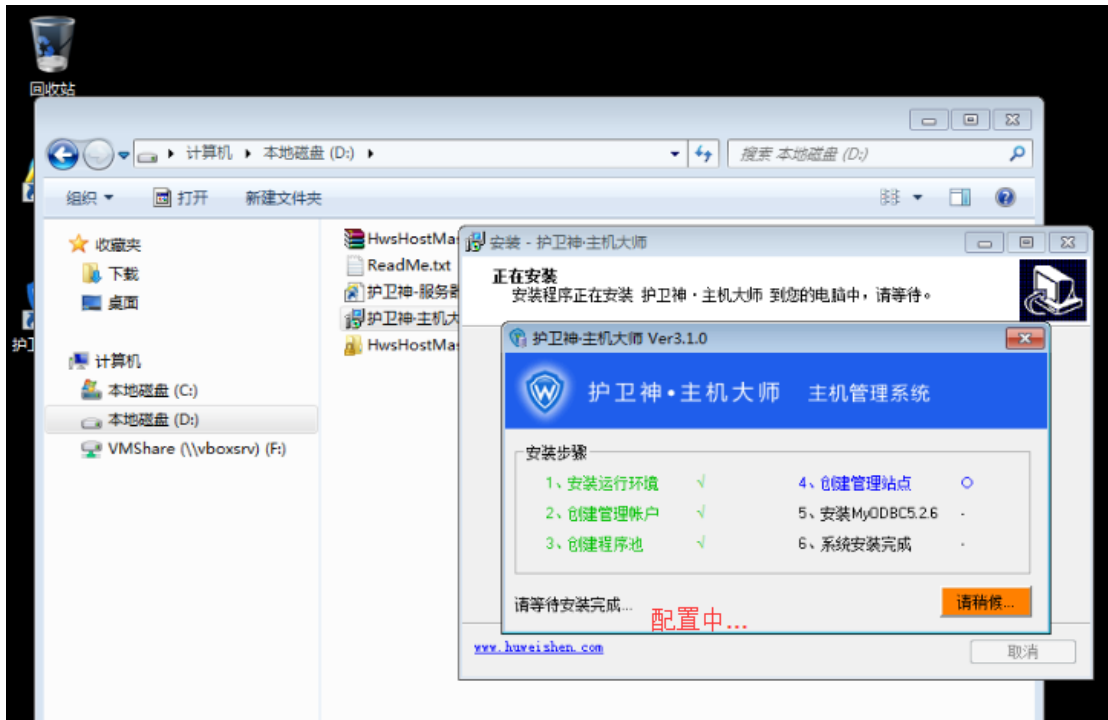 回收站
计算机 本地磁盘 (D:)
搜索 本地磁盘 (D:)
组织 打开 新建文件夹
收藏夹
下载
桌面
计算机
本地磁盘 (C:)
本地磁盘 (D:)
VMShare (\\vboxsrv) (F:)
HwsHostMa
ReadMe.txt
护卫神-服务器
护卫神·主机大
HwsHostMa
安装 - 护卫神·主机大师
正在安装
安装程序正在安装 护卫神·主机大师 到您的电脑中，请等待。
护卫神·主机大师 Ver3.1.0
护卫神•主机大师 主机管理系统
安装步骤
1、安装运行环境 √ 4、创建管理站点 ○
2、创建管理帐户 √ 5、安装MyODBC5.2.6 -
3、创建程序池 √ 6、系统安装完成 -
请等待安装完成... 请稍候...
配置中...
www.huweishen.com
取消